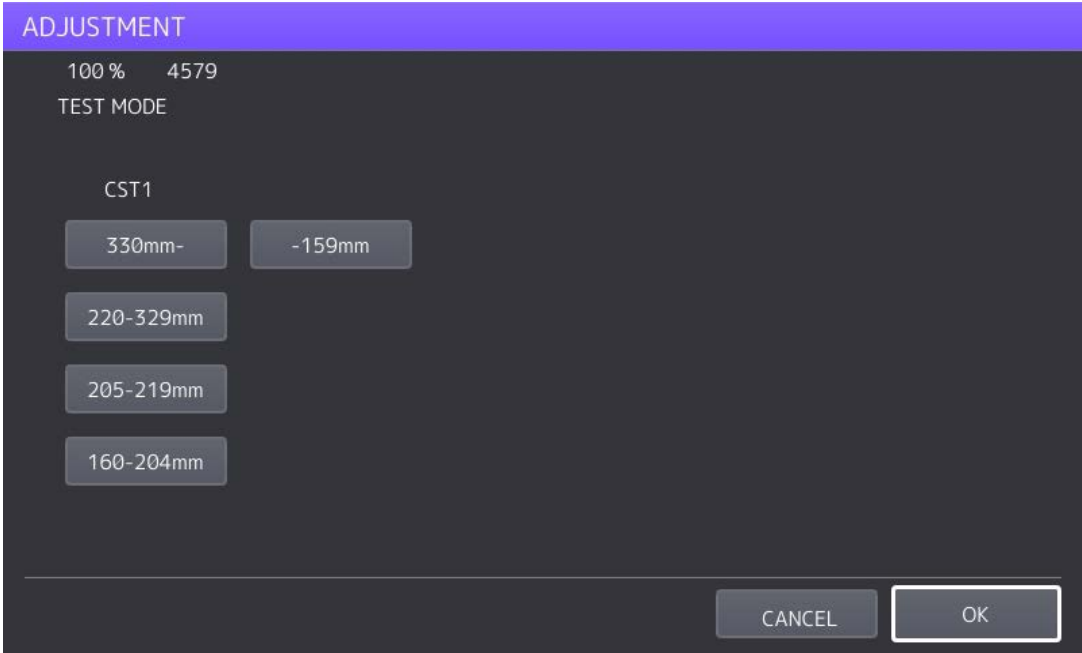 ADJUSTMENT
100 % 4579
TEST MODE
CST1
330mm- -159mm
220-329mm
205-219mm
160-204mm
CANCEL OK